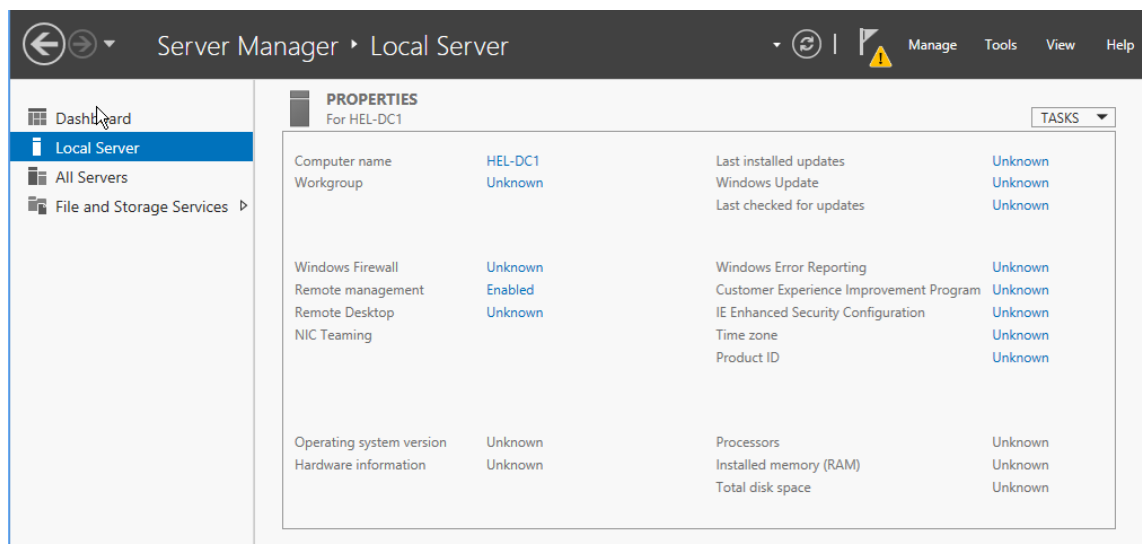 Server Manager ‣ Local Server
Manage Tools View Help
Dashboard
Local Server
All Servers
File and Storage Services
PROPERTIES
For HEL-DC1
TASKS
Computer name HEL-DC1
Workgroup Unknown
Last installed updates Unknown
Windows Update Unknown
Last checked for updates Unknown
Windows Firewall Unknown
Remote management Enabled
Remote Desktop Unknown
NIC Teaming
Windows Error Reporting Unknown
Customer Experience Improvement Program Unknown
IE Enhanced Security Configuration Unknown
Time zone Unknown
Product ID Unknown
Operating system version Unknown
Hardware information Unknown
Processors Unknown
Installed memory (RAM) Unknown
Total disk space Unknown